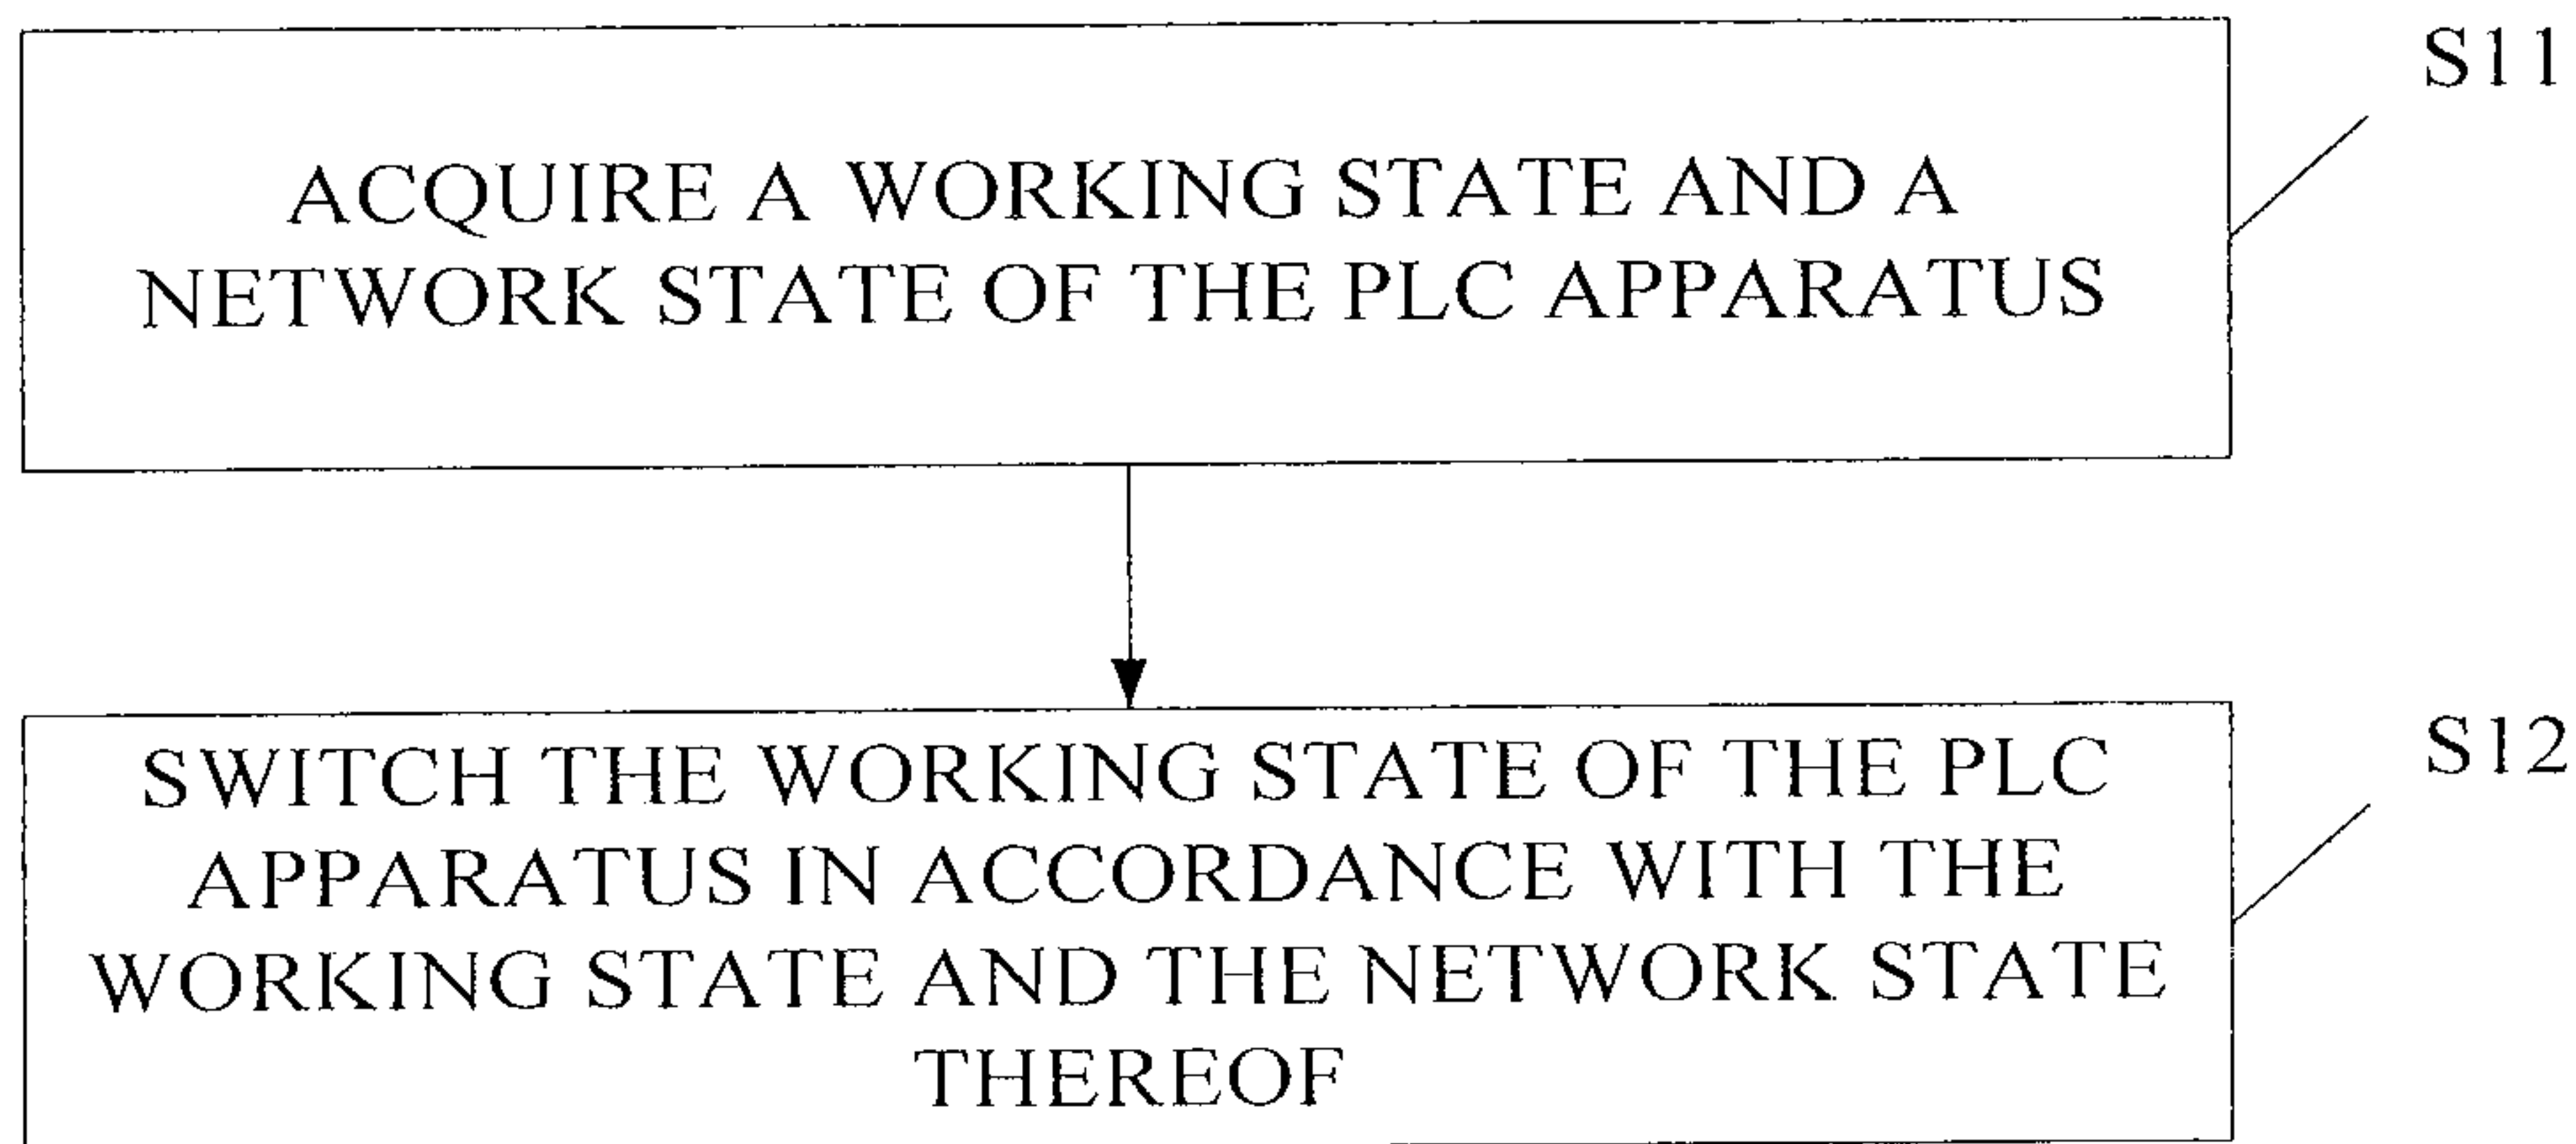 S11
ACQUIRE A WORKING STATE AND A
NETWORK STATE OF THE PLC APPARATUS
S12
SWITCH THE WORKING STATE OF THE PLC
APPARATUS IN ACCORDANCE WITH THE
WORKING STATE AND THE NETWORK STATE
THEREOF